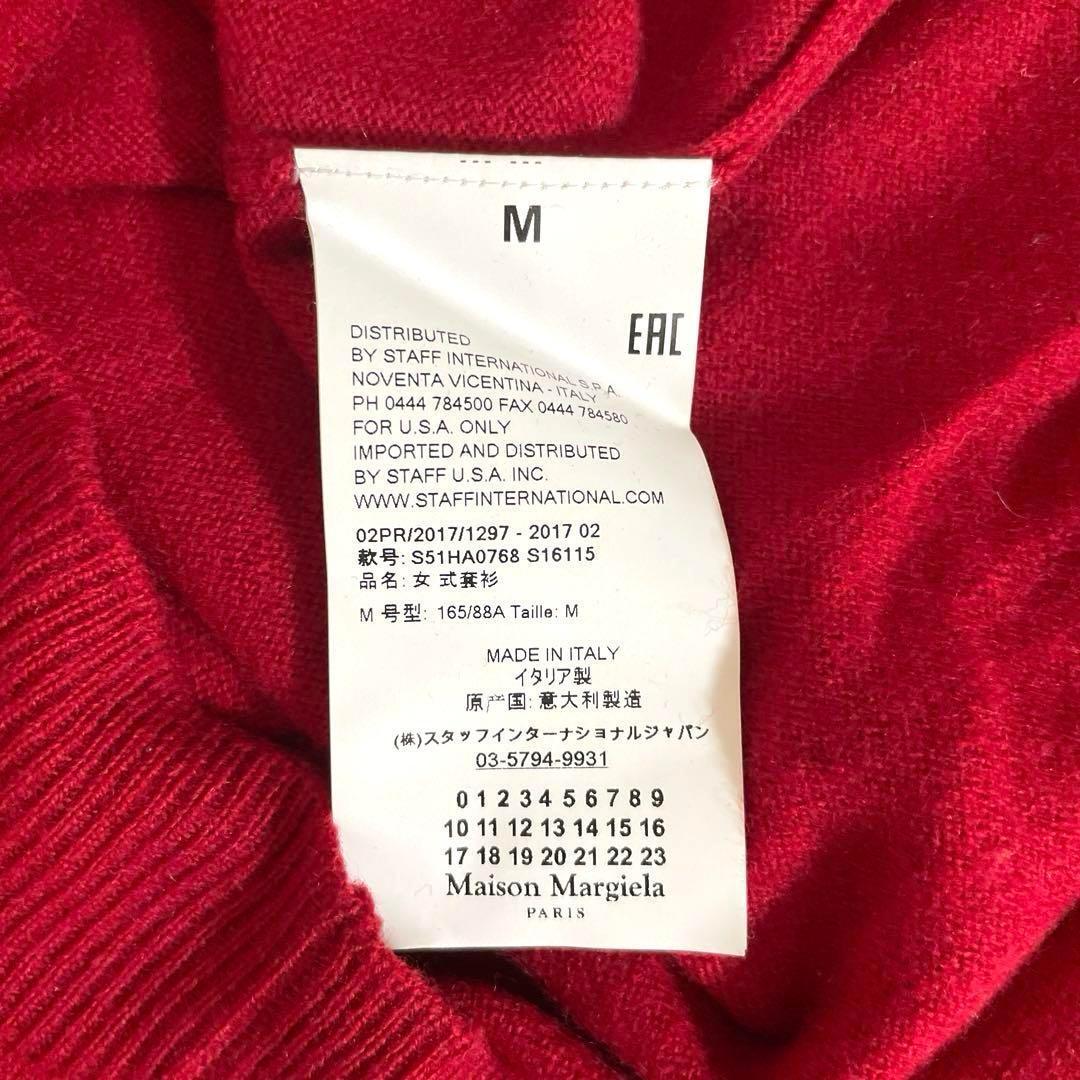 M
EAC
DISTRIBUTED
BY STAFF INTERNATIONAL S.P.A.
NOVENTA VICENTINA - ITALY
PH 0444 784500 FAX 0444 784580
FOR U.S.A. ONLY
IMPORTED AND DISTRIBUTED
BY STAFF U.S.A. INC.
WWW.STAFFINTERNATIONAL.COM
02PR/2017/1297 - 2017 02
款号: S51HA0768 S16115
品名: 女 式套衫
M 号型: 165/88A Taille: M
MADE IN ITALY
イタリア製
原产国: 意大利製造
(株)スタッフインターナショナルジャパン
03-5794-9931
0 1 2 3 4 5 6 7 8 9
10 11 12 13 14 15 16
17 18 19 20 21 22 23
Maison Margiela
PARIS